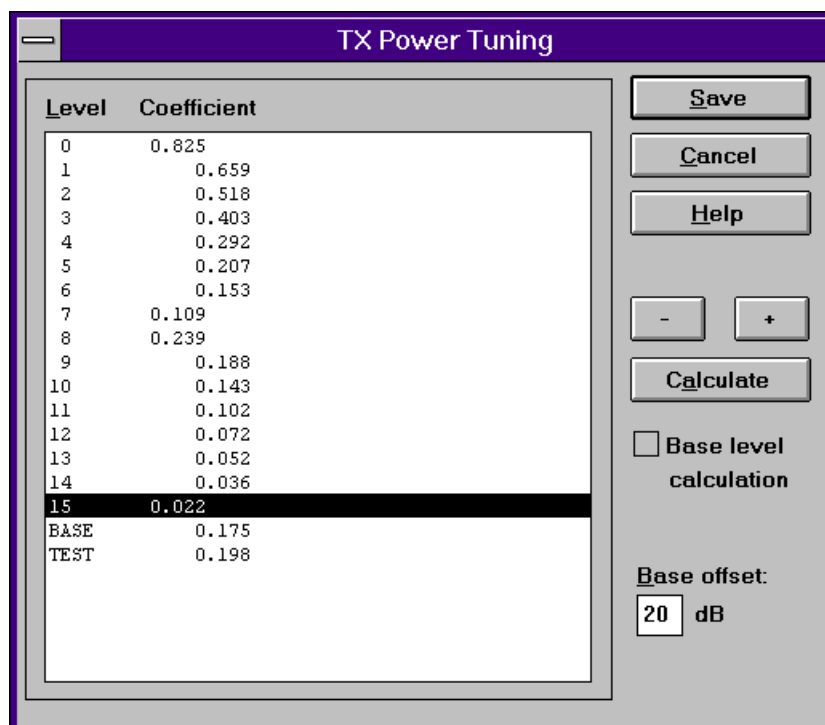 TX Power Tuning
Level Coefficient
0 0.825
1 0.659
2 0.518
3 0.403
4 0.292
5 0.207
6 0.153
7 0.109
8 0.239
9 0.188
10 0.143
11 0.102
12 0.072
13 0.052
14 0.036
15 0.022
BASE 0.175
TEST 0.198
Save
Cancel
Help
- +
Calculate
Base level
calculation
Base offset:
20 dB